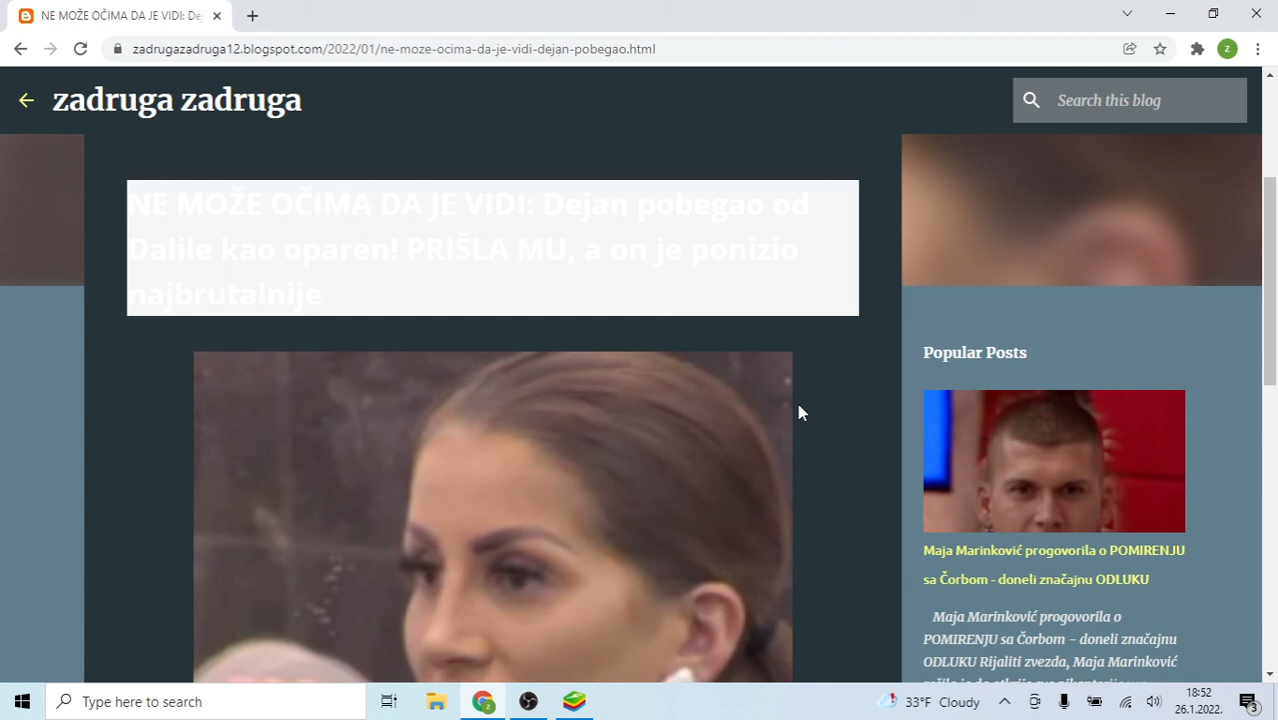 NE MOŽE OČIMA DA JE VIDI: De
zadrugazadruga12.blogspot.com/2022/01/ne-moze-ocima-da-je-vidi-dejan-pobegao.html
z
zadruga zadruga
Search this blog
NE MOŽE OČIMA DA JE VIDI: Dejan pobegao od
Dalile kao oparen! PRIŠLA MU, a on je ponizio
najbrutalnije
Popular Posts
Maja Marinković progovorila o POMIRENJU
sa Čorbom - doneli značajnu ODLUKU
Maja Marinković progovorila o
POMIRENJU sa Čorbom – doneli značajnu
ODLUKU Rijaliti zvezda, Maja Marinković
Type here to search
33°F Cloudy
18:52
26.1.2022.
3